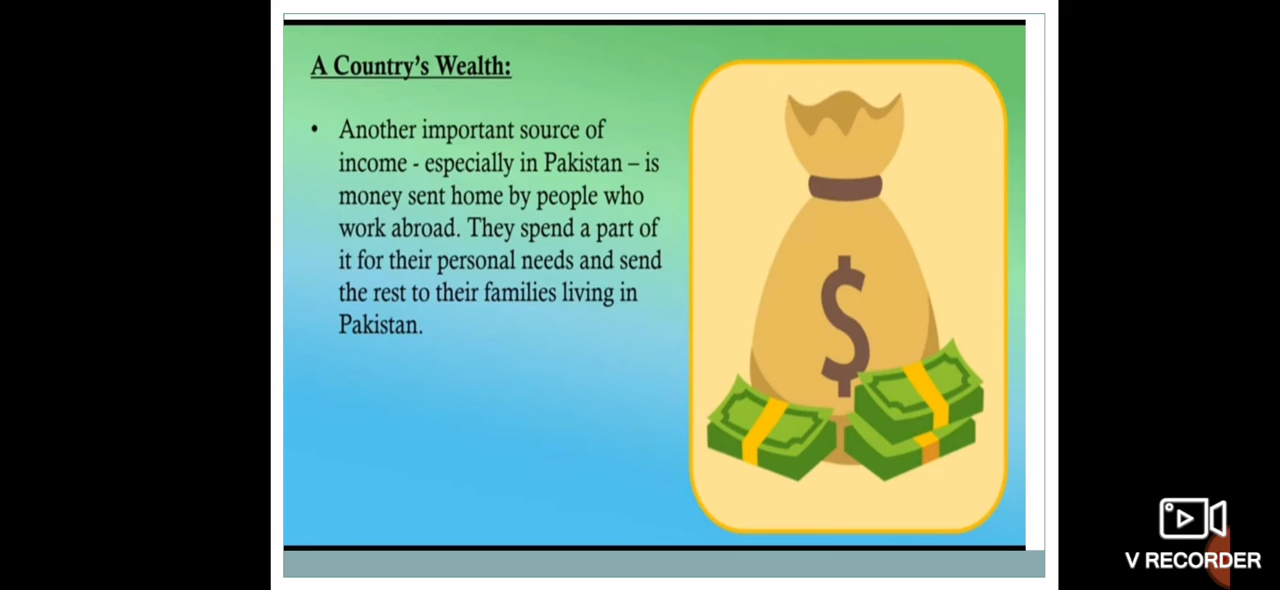 A Country's Wealth:
• Another important source of
income - especially in Pakistan – is
money sent home by people who
work abroad. They spend a part of
it for their personal needs and send
the rest to their families living in
Pakistan.
$
V RECORDER